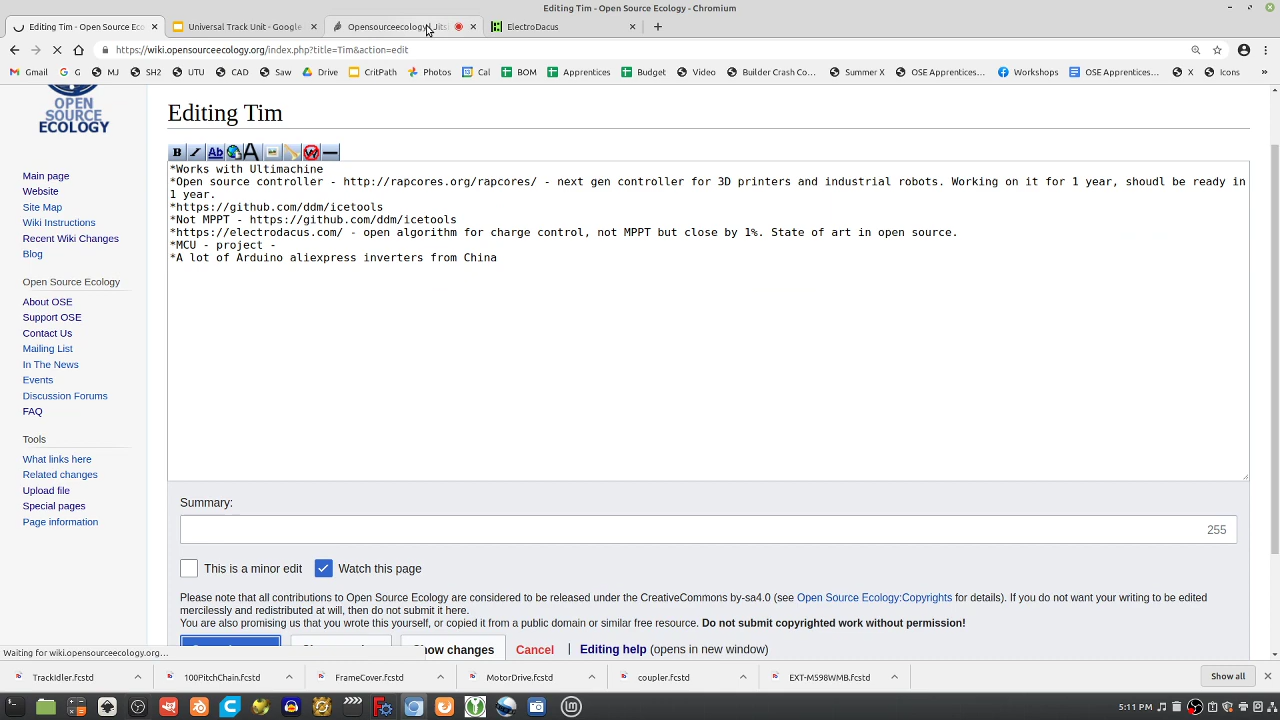 Editing Tim - Open Source Ecology - Chromium
Editing Tim - Open Source Ec
Universal Track Unit - Google
Opensourceecology
ElectroDacus
https://wiki.opensourceecology.org/index.php?title=Tim&action=edit
Gmail G MJ SH2 UTU CAD Saw Drive CritPath Photos Cal BOM Apprentices Budget Video Builder Crash Co... Summer X OSE Apprentices... Workshops OSE Apprentices... X Icons »
OPEN
SOURCE
ECOLOGY
Main page
Website
Site Map
Wiki Instructions
Recent Wiki Changes
Blog
Open Source Ecology
About OSE
Support OSE
Contact Us
Mailing List
In The News
Events
Discussion Forums
FAQ
Tools
What links here
Related changes
Upload file
Special pages
Page information
Editing Tim
B I Ab A W
*Works with Ultimachine
*Open source controller - http://rapcores.org/rapcores/ - next gen controller for 3D printers and industrial robots. Working on it for 1 year, shoudl be ready in
1 year.
*https://github.com/ddm/icetools
*Not MPPT - https://github.com/ddm/icetools
*https://electrodacus.com/ - open algorithm for charge control, not MPPT but close by 1%. State of art in open source.
*MCU - project -
*A lot of Arduino aliexpress inverters from China
Summary:
255
This is a minor edit Watch this page
Please note that all contributions to Open Source Ecology are considered to be released under the CreativeCommons by-sa4.0 (see Open Source Ecology:Copyrights for details). If you do not want your writing to be edited
mercilessly and redistributed at will, then do not submit it here.
You are also promising us that you wrote this yourself, or copied it from a public domain or similar free resource. Do not submit copyrighted work without permission!
Show changes Cancel | Editing help (opens in new window)
Waiting for wiki.opensourceecology.org...
TrackIdler.fcstd
100PitchChain.fcstd
FrameCover.fcstd
MotorDrive.fcstd
coupler.fcstd
EXT-MS98WMB.fcstd
Show all
5:11 PM